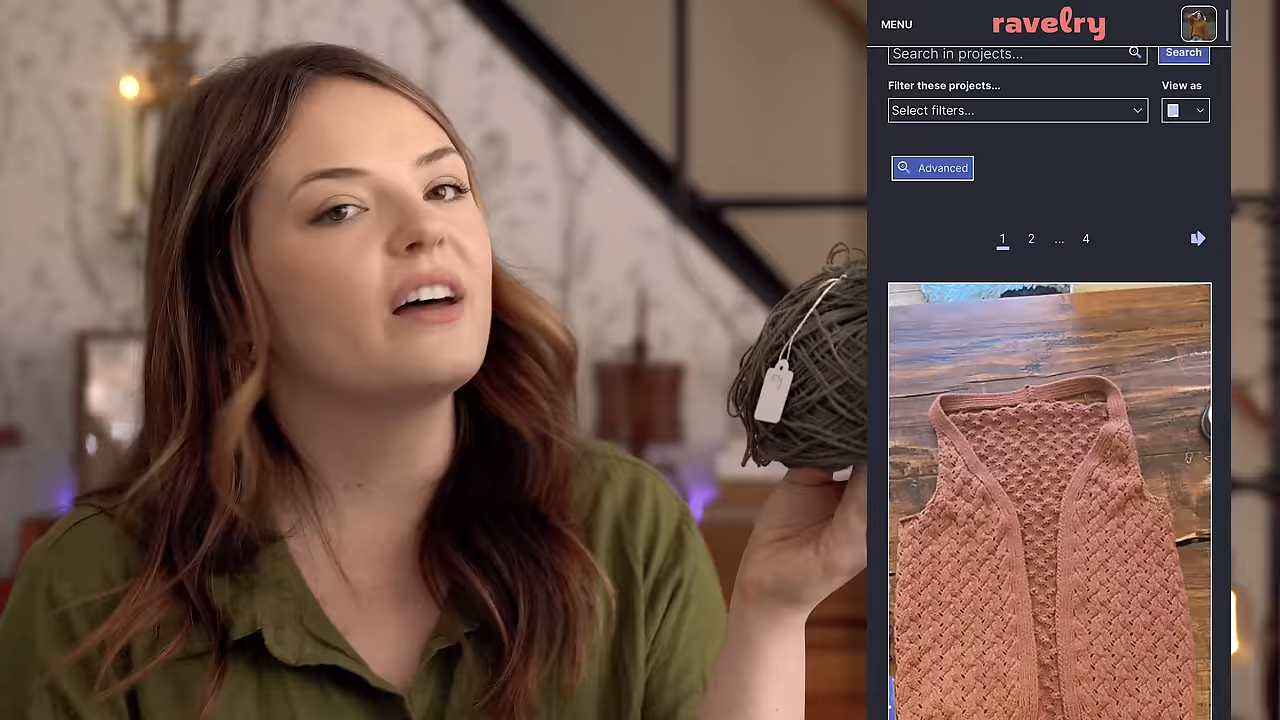 MENU
ravelry
Search in projects...
Search
Filter these projects...
View as
Select filters...
Advanced
1 2 ... 4